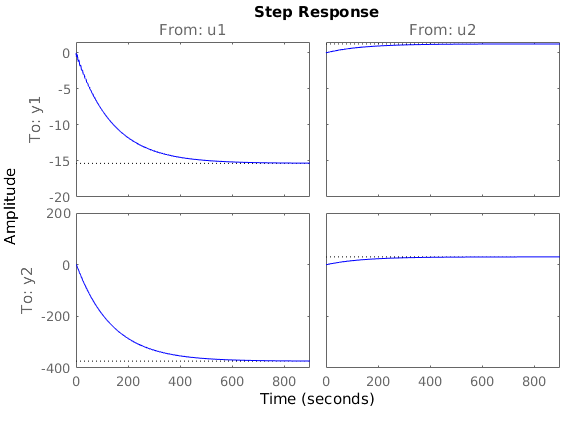 Step Response
From: u1
From: u2
Amplitude
To: y1
0
-5
-10
-15
-20
To: y2
200
0
-200
-400
0 200 400 600 800
0 200 400 600 800
Time (seconds)